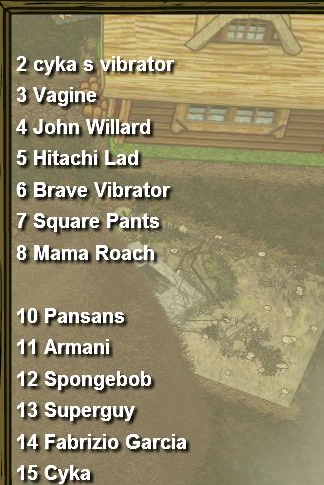 2 cyka s vibrator
3 Vagine
4 John Willard
5 Hitachi Lad
6 Brave Vibrator
7 Square Pants
8 Mama Roach
10 Pansans
11 Armani
12 Spongebob
13 Superguy
14 Fabrizio Garcia
15 Cyka